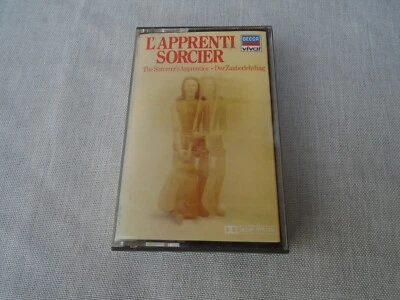 L'APPRENTI
SORCIER
DECCA
viva!
The Sorcerer's Apprentice • Der Zauberlehrling